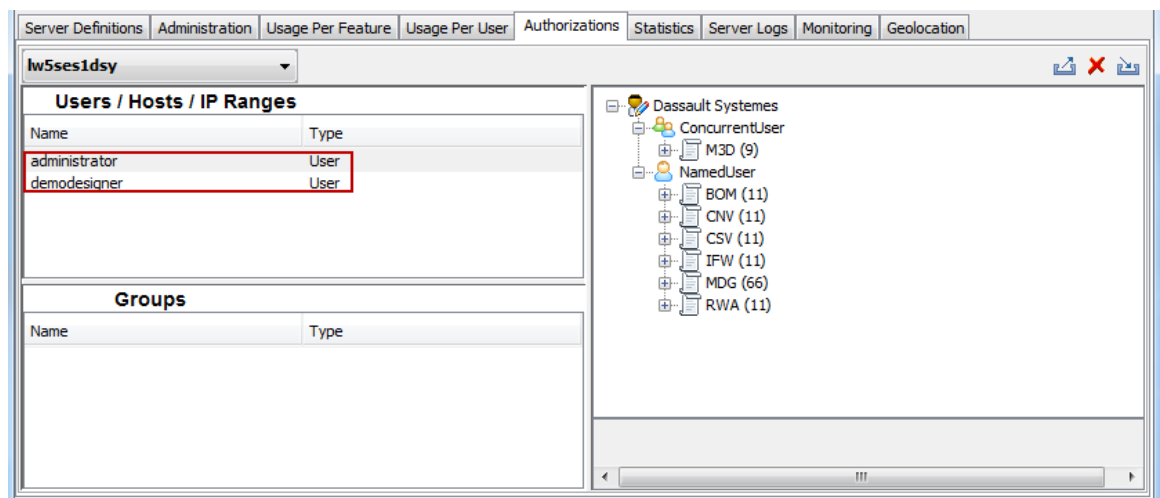 Server Definitions Administration Usage Per Feature Usage Per User Authorizations Statistics Server Logs Monitoring Geolocation
lw5ses1dsy
Users / Hosts / IP Ranges
Name Type
administrator User
demodesigner User
Groups
Name Type
Dassault Systemes
ConcurrentUser
M3D (9)
NamedUser
BOM (11)
CNV (11)
CSV (11)
IFW (11)
MDG (66)
RWA (11)